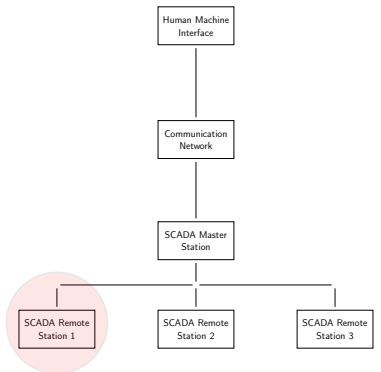 Human Machine
Interface
Communication
Network
SCADA Master
Station
SCADA Remote
Station 1
SCADA Remote
Station 2
SCADA Remote
Station 3